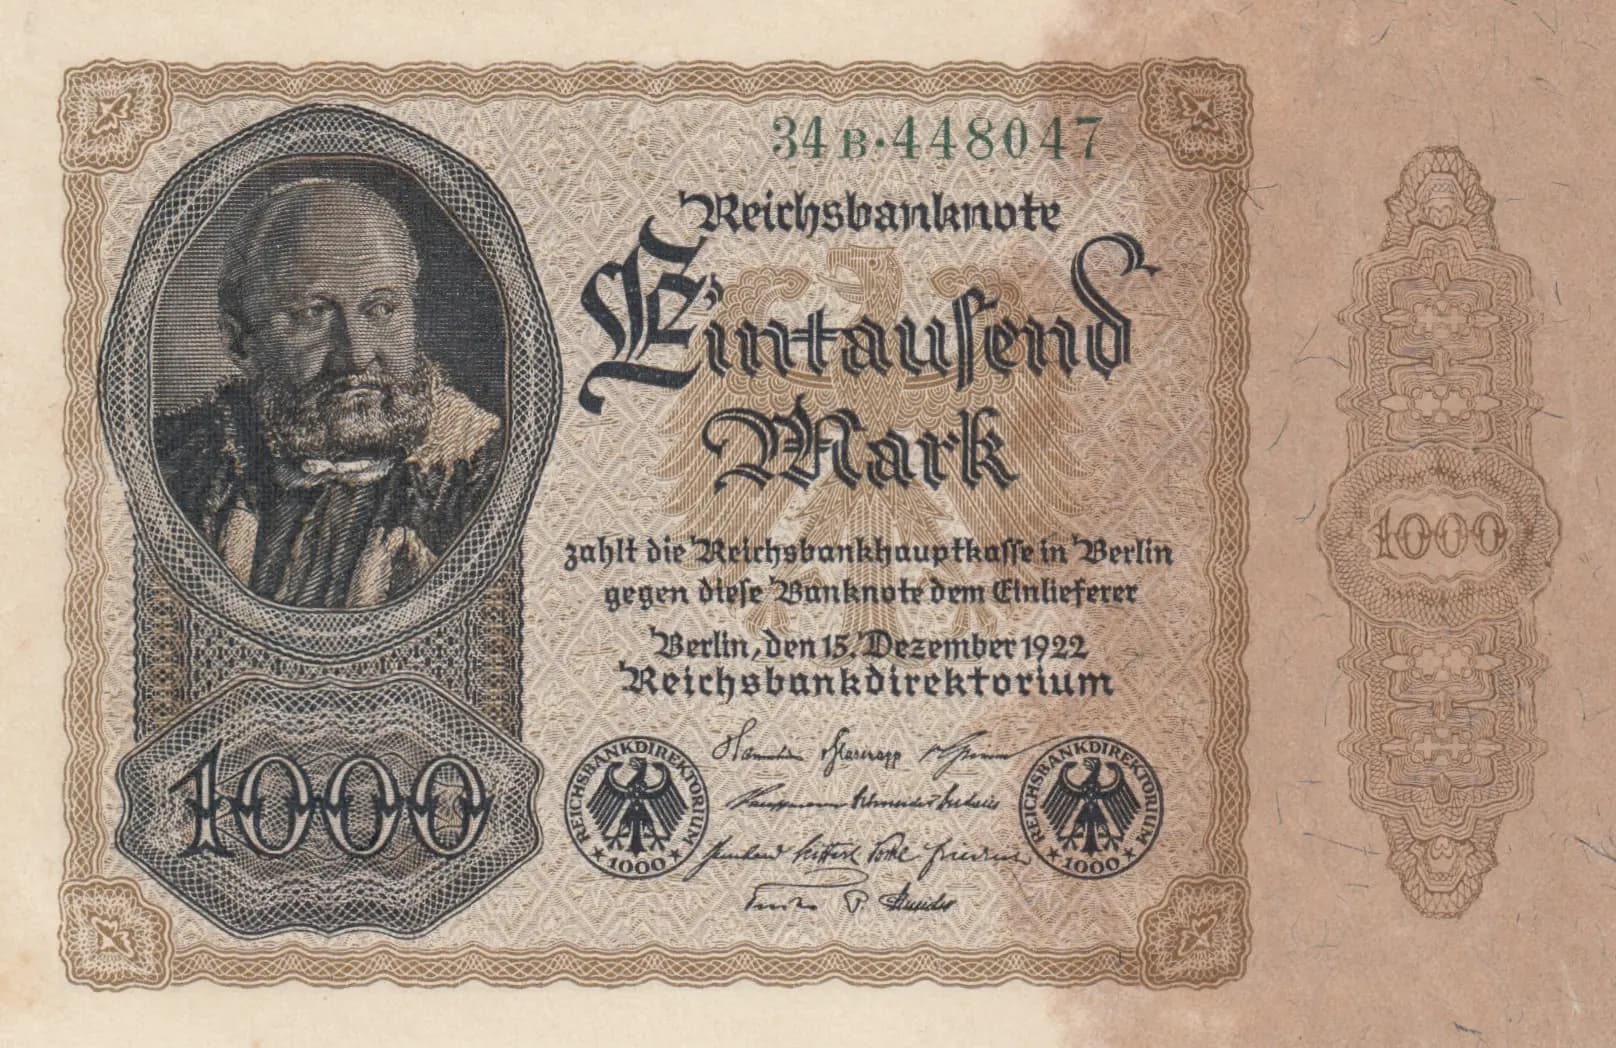 34B·448047
Reichsbanknote
Eintausend
Mark
zahlt die Reichsbankhauptkasse in Berlin
gegen diese Banknote dem Einlieferer
Berlin, den 15. Dezember 1922
Reichsbankdirektorium
1000
REICHSBANKDIREKTORIUM
★ 1000 ★
REICHSBANKDIREKTORIUM
★ 1000 ★
1000